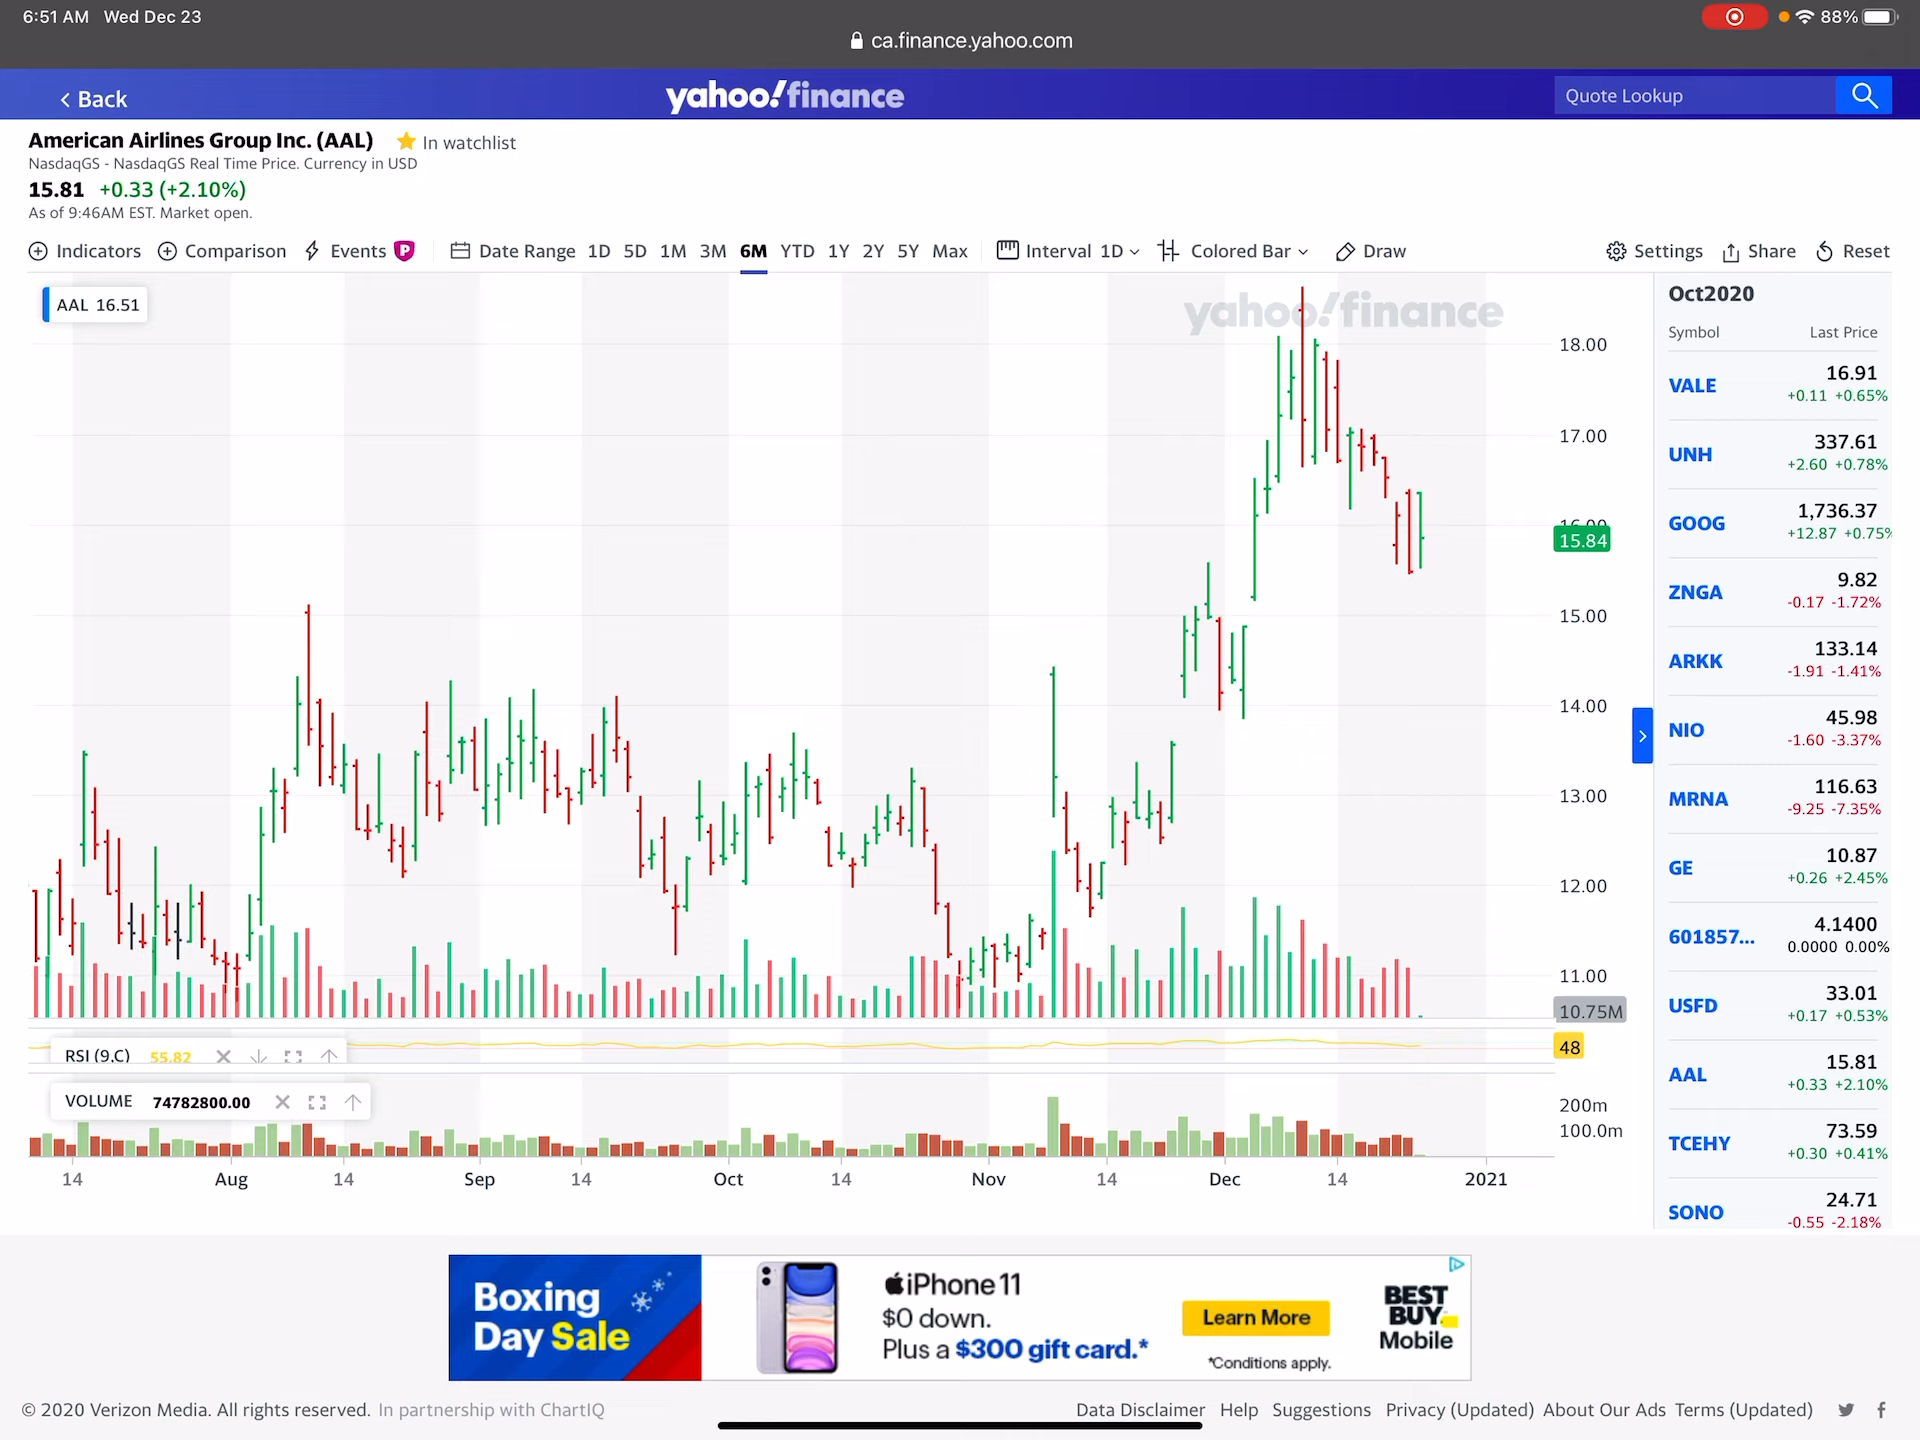 6:51 AM Wed Dec 23
88%
ca.finance.yahoo.com
Back
yahoo!finance
Quote Lookup
American Airlines Group Inc. (AAL) In watchlist
NasdaqGS - NasdaqGS Real Time Price. Currency in USD
15.81 +0.33 (+2.10%)
As of 9:46AM EST. Market open.
Indicators Comparison Events P Date Range 1D 5D 1M 3M 6M YTD 1Y 2Y 5Y Max Interval 1D Colored Bar Draw Settings Share Reset
AAL 16.51
yahoo!finance
18.00
17.00
16.00
15.84
15.00
14.00
13.00
12.00
11.00
10.75M
RSI (9,C) 55.82
48
VOLUME 74782800.00
200m
100.0m
14 Aug 14 Sep 14 Oct 14 Nov 14 Dec 14 2021
Oct2020
Symbol Last Price
VALE 16.91
+0.11 +0.65%
UNH 337.61
+2.60 +0.78%
GOOG 1,736.37
+12.87 +0.75%
ZNGA 9.82
-0.17 -1.72%
ARKK 133.14
-1.91 -1.41%
NIO 45.98
-1.60 -3.37%
MRNA 116.63
-9.25 -7.35%
GE 10.87
+0.26 +2.45%
601857... 4.1400
0.0000 0.00%
USFD 33.01
+0.17 +0.53%
AAL 15.81
+0.33 +2.10%
TCEHY 73.59
+0.30 +0.41%
SONO 24.71
-0.55 -2.18%
Boxing
Day Sale
iPhone 11
$0 down.
Plus a $300 gift card.*
Learn More
*Conditions apply.
BEST
BUY
Mobile
© 2020 Verizon Media. All rights reserved. In partnership with ChartIQ
Data Disclaimer Help Suggestions Privacy (Updated) About Our Ads Terms (Updated)